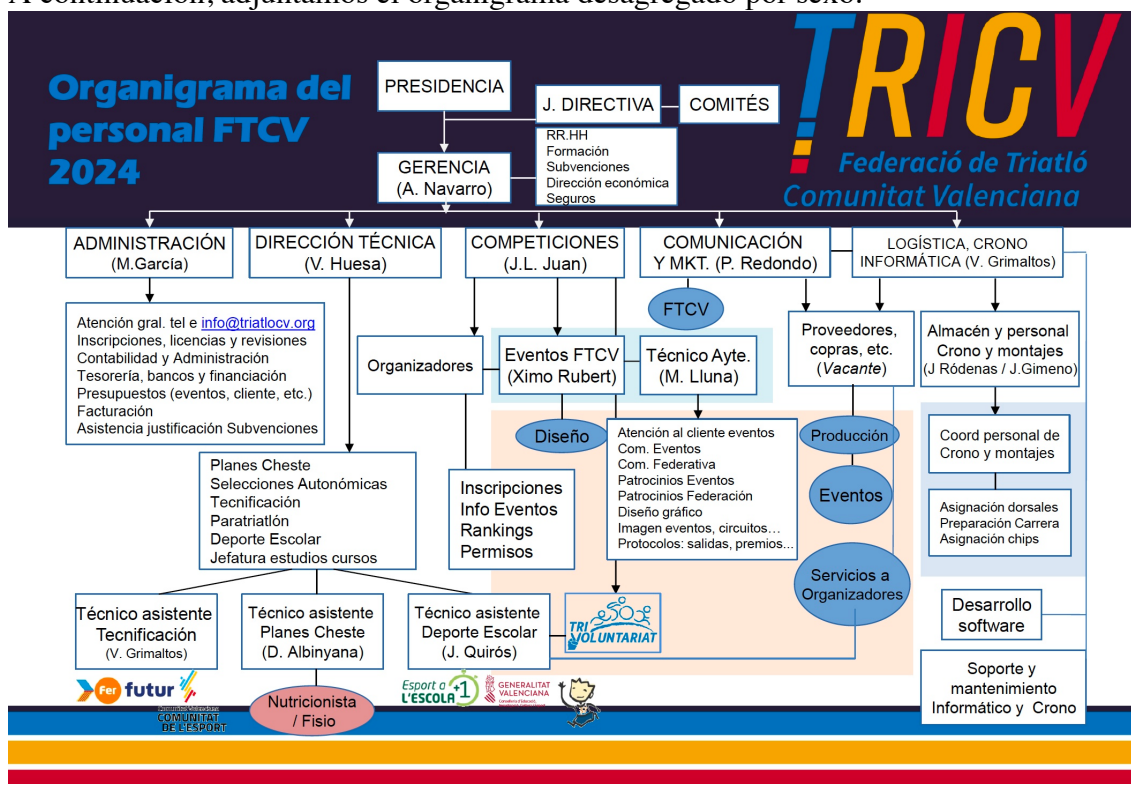 A continuación, adjuntamos el organigrama desagregado por sexo:
Organigrama del
personal FTCV
2024
PRESIDENCIA
J. DIRECTIVA
COMITÉS
RR.HH
Formación
Subvenciones
Dirección económica
Seguros
GERENCIA
(A. Navarro)
TRICV
Federació de Triatló
Comunitat Valenciana
ADMINISTRACIÓN
(M.García)
DIRECCIÓN TÉCNICA
(V. Huesa)
COMPETICIONES
(J.L. Juan)
COMUNICACIÓN
Y MKT. (P. Redondo)
LOGÍSTICA, CRONO
INFORMÁTICA (V. Grimaltos)
FTCV
Atención gral. tel e info@triatlocv.org
Inscripciones, licencias y revisiones
Contabilidad y Administración
Tesorería, bancos y financiación
Presupuestos (eventos, cliente, etc.)
Facturación
Asistencia justificación Subvenciones
Organizadores
Eventos FTCV
(Ximo Rubert)
Técnico Ayte.
(M. Lluna)
Proveedores,
copras, etc.
(Vacante)
Almacén y personal
Crono y montajes
(J Ródenas / J.Gimeno)
Diseño
Atención al cliente eventos
Com. Eventos
Com. Federativa
Patrocinios Eventos
Patrocinios Federación
Diseño gráfico
Imagen eventos, circuitos…
Protocolos: salidas, premios...
Producción
Eventos
Coord personal de
Crono y montajes
Planes Cheste
Selecciones Autonómicas
Tecnificación
Paratriatlón
Deporte Escolar
Jefatura estudios cursos
Inscripciones
Info Eventos
Rankings
Permisos
Asignación dorsales
Preparación Carrera
Asignación chips
Servicios a
Organizadores
Técnico asistente
Tecnificación
(V. Grimaltos)
Técnico asistente
Planes Cheste
(D. Albinyana)
Técnico asistente
Deporte Escolar
(J. Quirós)
TRI
VOLUNTARIAT
Desarrollo
software
Soporte y
mantenimiento
Informático y Crono
Fer futur
Comunitat Valenciana
COMUNITAT
DE L'ESPORT
Nutricionista
/ Fisio
Esport a
L'ESCOLA +1
GENERALITAT
VALENCIANA